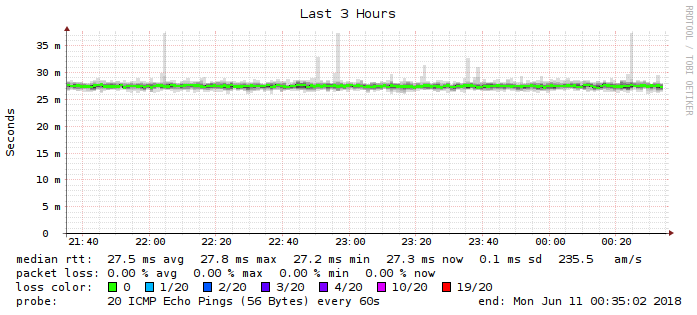 Last 3 Hours
RRDTOOL / TOBI OETIKER
Seconds
35 m
30 m
25 m
20 m
15 m
10 m
5 m
0
21:40 22:00 22:20 22:40 23:00 23:20 23:40 00:00 00:20
median rtt: 27.5 ms avg 27.8 ms max 27.2 ms min 27.3 ms now 0.1 ms sd 235.5 am/s
packet loss: 0.00 % avg 0.00 % max 0.00 % min 0.00 % now
loss color: 0 1/20 2/20 3/20 4/20 10/20 19/20
probe: 20 ICMP Echo Pings (56 Bytes) every 60s end: Mon Jun 11 00:35:02 2018